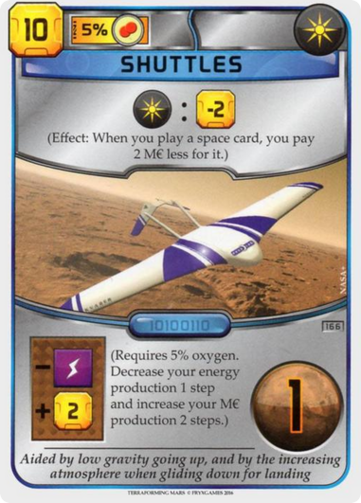 10
5%
SHUTTLES
: -2
(Effect: When you play a space card, you pay
2 M€ less for it.)
NASA+
10100110
166
-
+ 2
(Requires 5% oxygen.
Decrease your energy
production 1 step
and increase your M€
production 2 steps.)
1
Aided by low gravity going up, and by the increasing
atmosphere when gliding down for landing
TERRAFORMING MARS © FRYXGAMES 2016